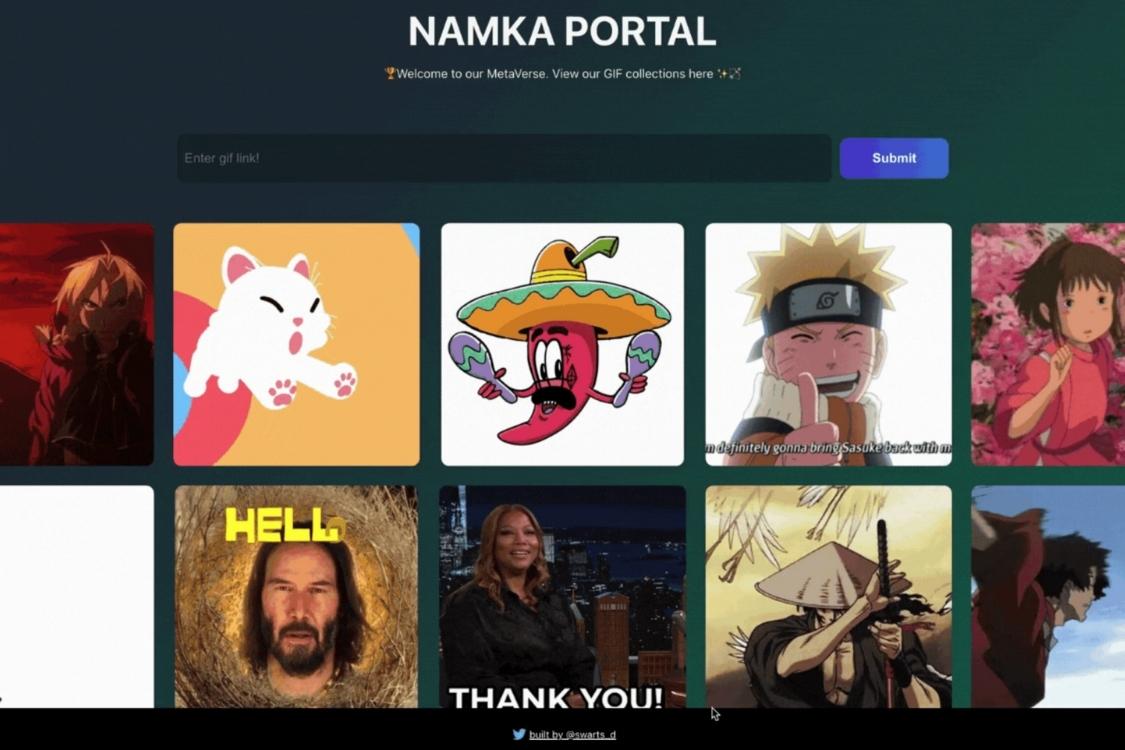 NAMKA PORTAL
🏆Welcome to our MetaVerse. View our GIF collections here ✨
Enter gif link!
Submit
m definitely gonna bring Sasuke back with m
HELL
THANK YOU!
built by @swarts_d